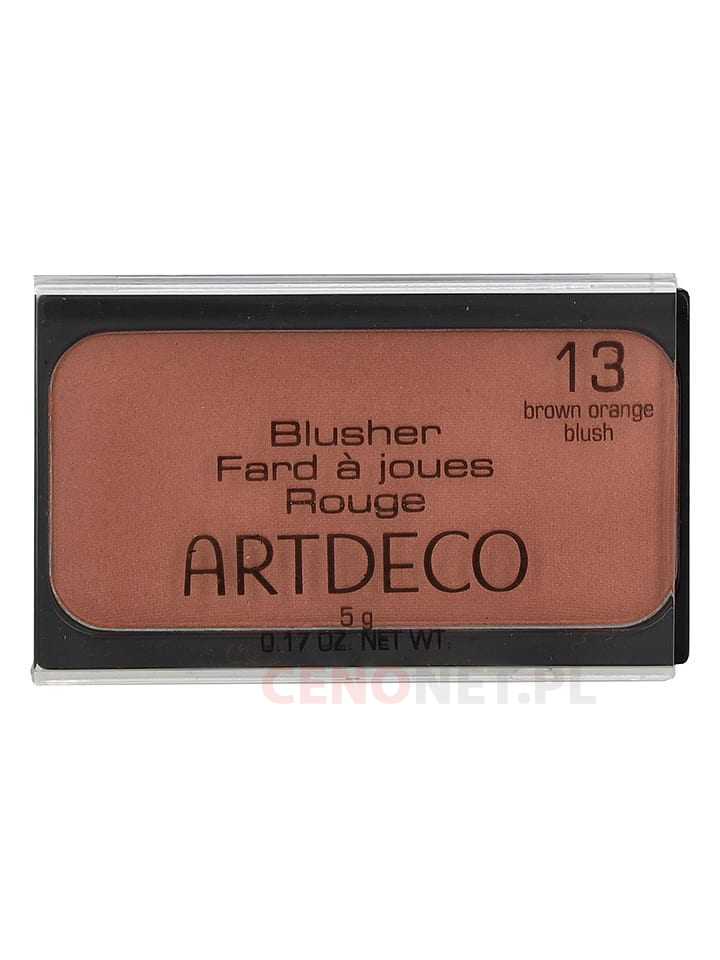 13
brown orange
blush
Blusher
Fard à joues
Rouge
ARTDECO
5 g
0.17 OZ. NET WT.
CENONET.PL